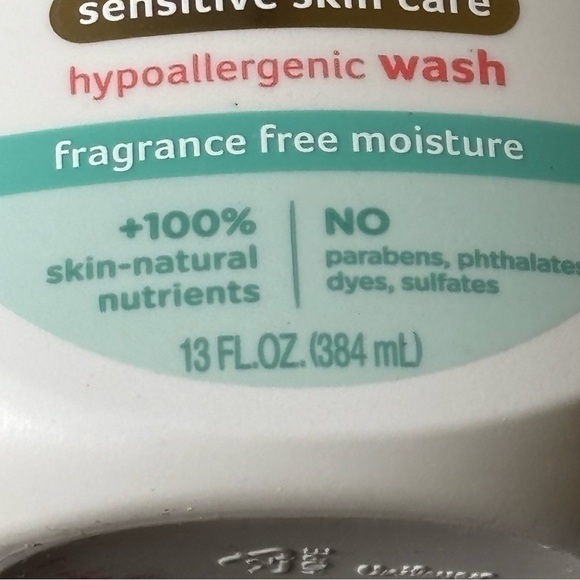 sensitive skin care
hypoallergenic wash
fragrance free moisture
+100%
skin-natural
nutrients
NO
parabens, phthalates
dyes, sulfates
13 FL.OZ. (384 mL)